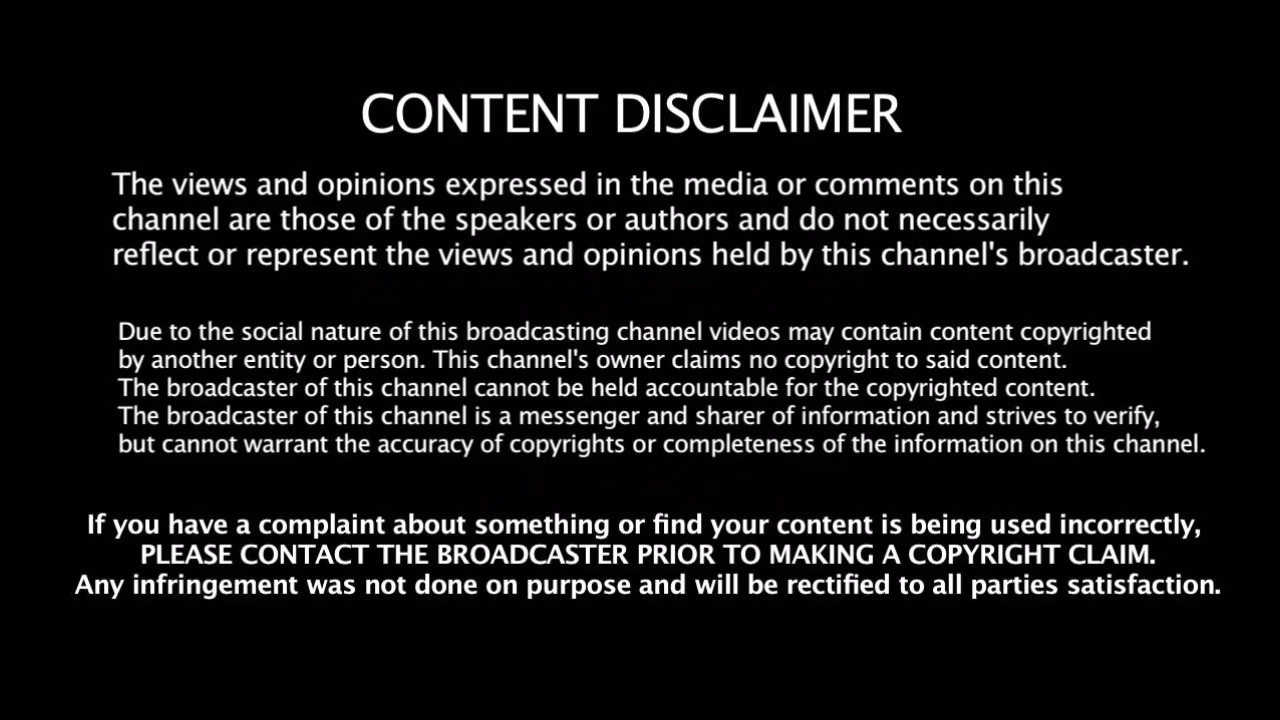 CONTENT DISCLAIMER
The views and opinions expressed in the media or comments on this
channel are those of the speakers or authors and do not necessarily
reflect or represent the views and opinions held by this channel's broadcaster.
Due to the social nature of this broadcasting channel videos may contain content copyrighted
by another entity or person. This channel's owner claims no copyright to said content.
The broadcaster of this channel cannot be held accountable for the copyrighted content.
The broadcaster of this channel is a messenger and sharer of information and strives to verify,
but cannot warrant the accuracy of copyrights or completeness of the information on this channel.
If you have a complaint about something or find your content is being used incorrectly,
PLEASE CONTACT THE BROADCASTER PRIOR TO MAKING A COPYRIGHT CLAIM.
Any infringement was not done on purpose and will be rectified to all parties satisfaction.